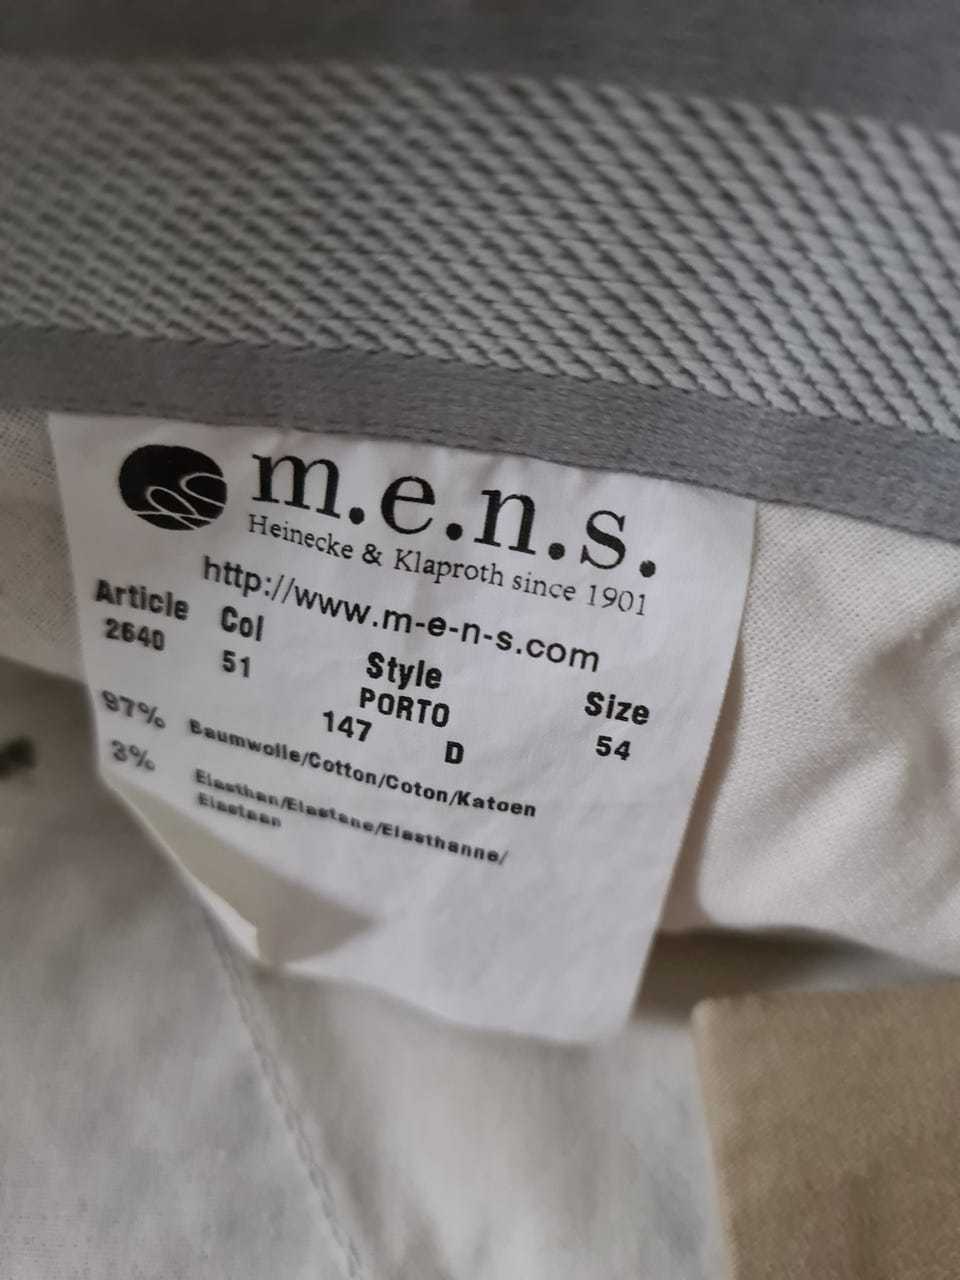 m.e.n.s.
Heinecke & Klaproth since 1901
http://www.m-e-n-s.com
Article Col Style Size
2640 51 PORTO 54
147 D
97% Baumwolle/Cotton/Coton/Katoen
3% Elasthan/Elastane/Elasthanne/
Elastaan